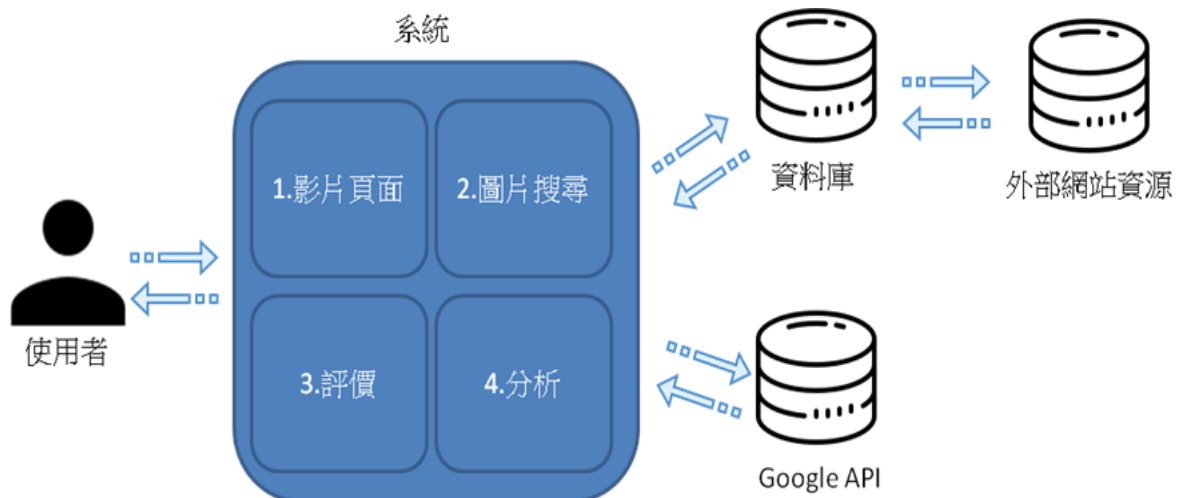 系統
1.影片頁面
2.圖片搜尋
3.評價
4.分析
使用者
資料庫
外部網站資源
Google API